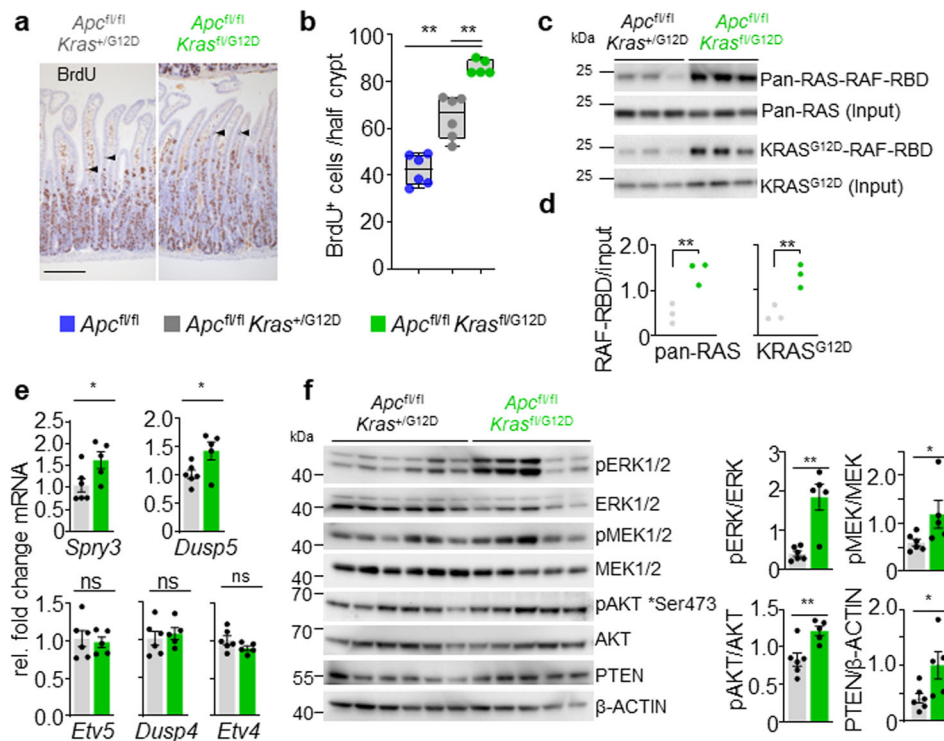 a
Apc fl/fl
Kras +/G12D
Apc fl/fl
Kras fl/G12D
BrdU
b
BrdU+ cells /half crypt
100
80
60
40
20
0
** **
c
kDa
Apc fl/fl
Kras +/G12D
Apc fl/fl
Kras fl/G12D
25 Pan-RAS-RAF-RBD
25 Pan-RAS (Input)
25 KRAS G12D-RAF-RBD
25 KRAS G12D (Input)
d
RAF-RBD/input
2.0
1.0
0
** **
pan-RAS KRAS G12D
Apc fl/fl Apc fl/fl Kras +/G12D Apc fl/fl Kras fl/G12D
e
rel. fold change mRNA
2.5
2.0
1.5
1.0
0
*
Spry3
2.0
1.5
1.0
0
*
Dusp5
1.5
1.0
0.5
0.0
ns ns ns
Etv5 Dusp4 Etv4
f
kDa
Apc fl/fl
Kras +/G12D
Apc fl/fl
Kras fl/G12D
40 pERK1/2
40 ERK1/2
40 pMEK1/2
40 MEK1/2
70 pAKT *Ser473
70 AKT
55 PTEN
40 β-ACTIN
pERK/ERK
3.0
2.0
1.0
0
**
pMEK/MEK
2.0
1.0
0
*
pAKT/AKT
1.5
1.0
0
**
PTEN/β-ACTIN
2.0
1.0
0
*